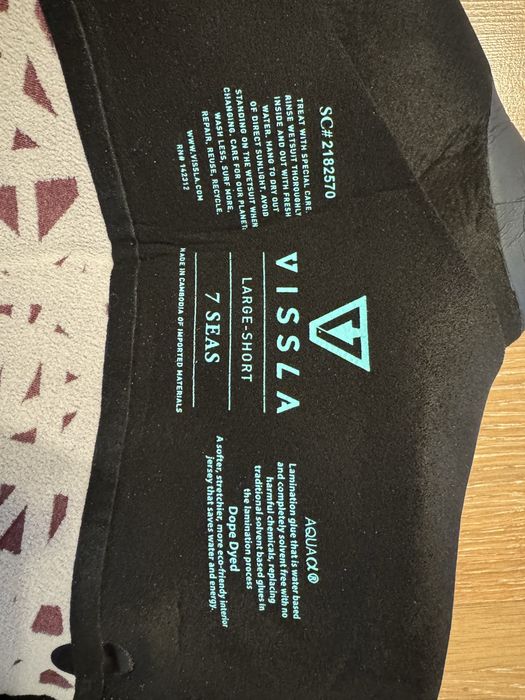 SC# 2182570
TREAT WITH SPECIAL CARE.
RINSE WETSUIT THOROUGHLY
INSIDE AND OUT WITH FRESH
WATER. HANG TO DRY OUT
OF DIRECT SUNLIGHT. AVOID
STANDING ON THE WETSUIT WHEN
CHANGING. CARE FOR OUR PLANET:
WASH LESS, SURF MORE.
REPAIR, REUSE, RECYCLE.
WWW.VISSLA.COM
RN# 142312
VISSLA
LARGE-SHORT
7 SEAS
MADE IN CAMBODIA OF IMPORTED MATERIALS
AQUAα®
Lamination glue that is water based
and completely solvent free with no
harmful chemicals, replacing
traditional solvent based glues in
the lamination process
Dope Dyed
A softer, stretchier, more eco-friendly interior
jersey that saves water and energy.